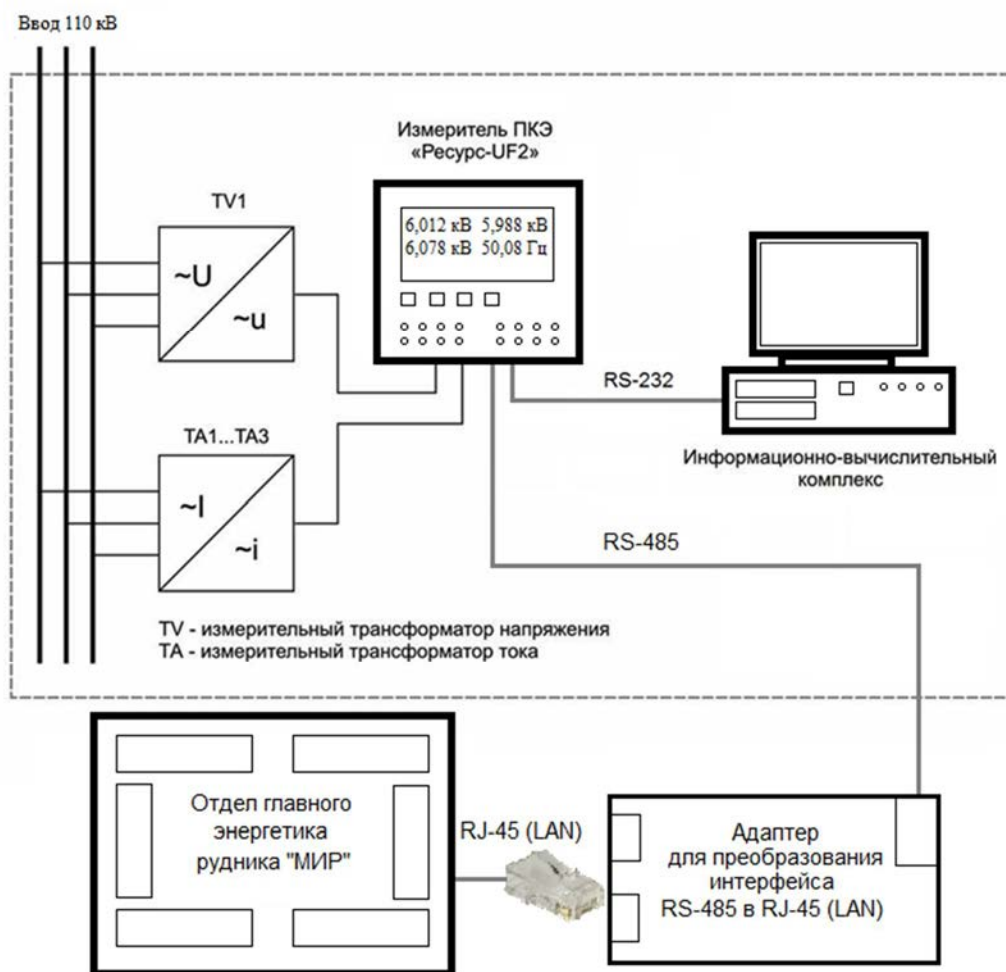 Ввод 110 кВ
Измеритель ПКЭ
«Ресурс-UF2»
TV1
6,012 кВ 5,988 кВ
6,078 кВ 50,08 Гц
~U
~u
RS-232
TA1...TA3
Информационно-вычислительный
комплекс
~I
~i
RS-485
TV - измерительный трансформатор напряжения
TA - измерительный трансформатор тока
Отдел главного
энергетика
рудника "МИР"
RJ-45 (LAN)
Адаптер
для преобразования
интерфейса
RS-485 в RJ-45 (LAN)